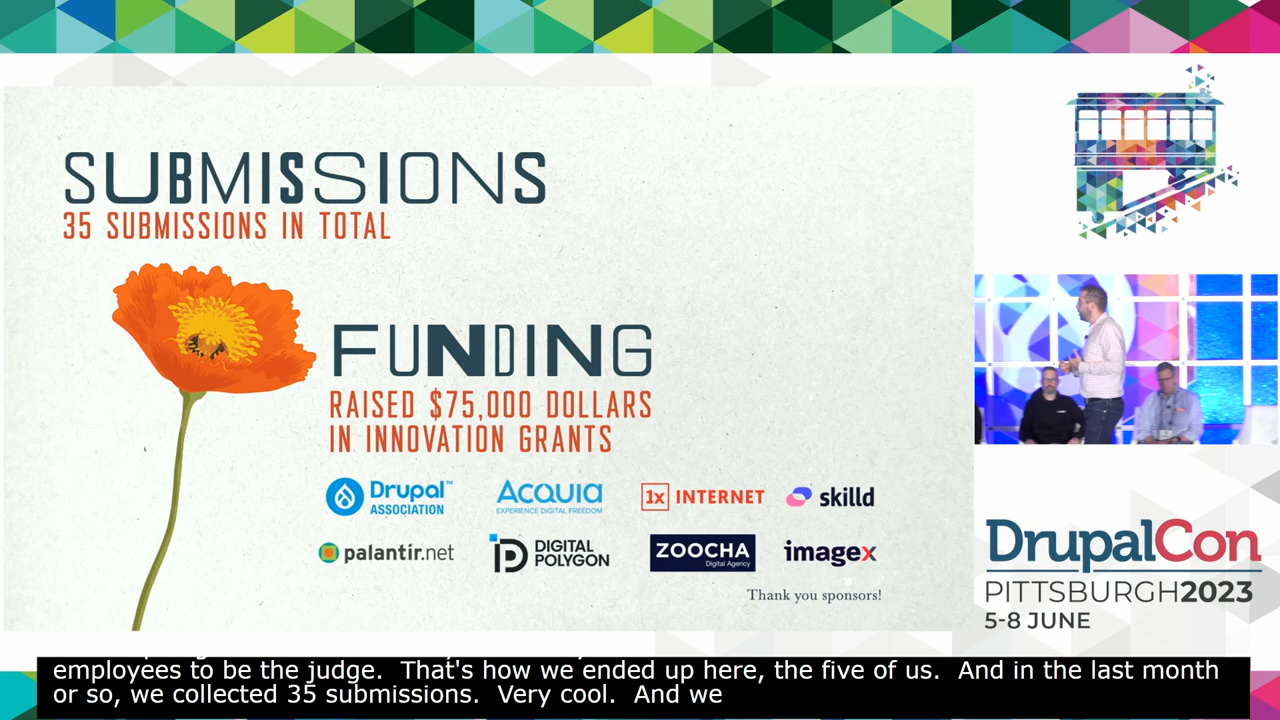 SUBMISSIONS
35 SUBMISSIONS IN TOTAL
FUNDING
RAISED $75,000 DOLLARS
IN INNOVATION GRANTS
Drupal™
ASSOCIATION
ACQUIA
EXPERIENCE DIGITAL FREEDOM
1x INTERNET
skilld
palantir.net
DIGITAL
POLYGON
ZOOCHA
Digital Agency
imagex
Thank you sponsors!
DrupalCon
PITTSBURGH2023
5-8 JUNE
employees to be the judge. That's how we ended up here, the five of us. And in the last month
or so, we collected 35 submissions. Very cool. And we